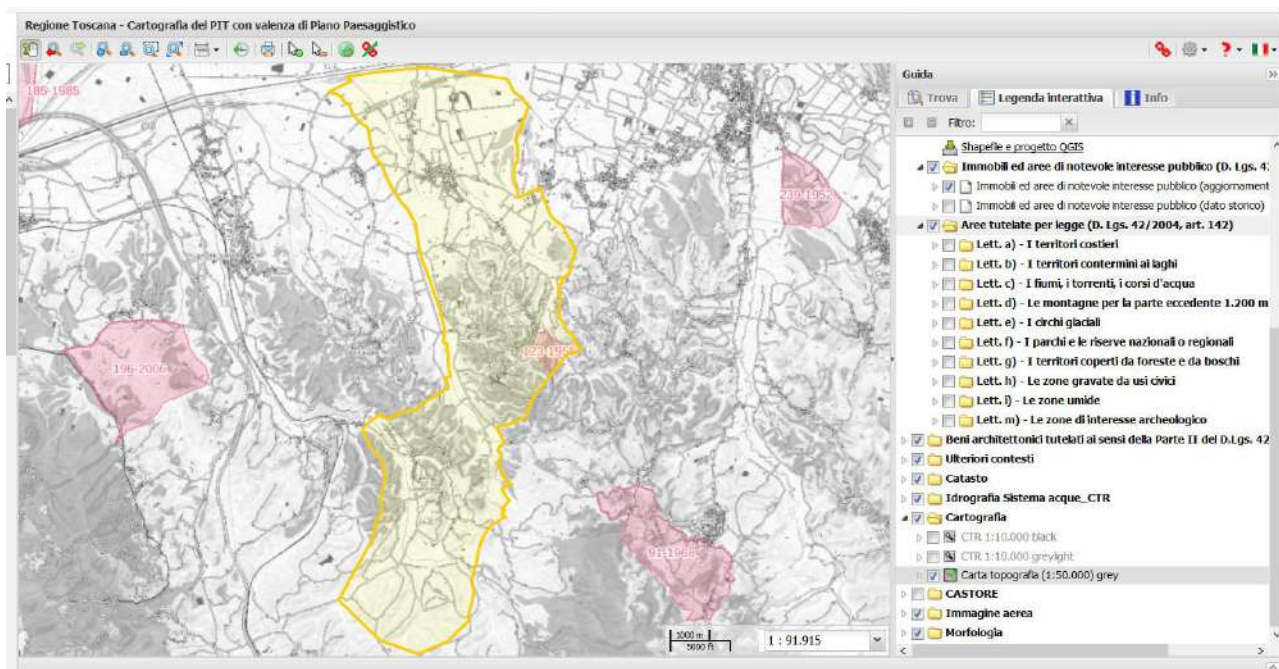 Regione Toscana - Cartografia del PIT con valenza di Piano Paesaggistico
185-1985
239-1952
196-2006
91-1968
1000 m
5000 ft
1 : 91.915
Guida
Trova
Legenda interattiva
Info
Filtro:
Shapefile e progetto QGIS
Immobili ed aree di notevole interesse pubblico (D. Lgs. 4
Immobili ed aree di notevole interesse pubblico (aggiornament
Immobili ed aree di notevole interesse pubblico (dato storico)
Aree tutelate per legge (D. Lgs. 42/2004, art. 142)
Lett. a) - I territori costieri
Lett. b) - I territori contermini ai laghi
Lett. c) - I fiumi, i torrenti, i corsi d'acqua
Lett. d) - Le montagne per la parte eccedente 1.200 m
Lett. e) - I circhi glaciali
Lett. f) - I parchi e le riserve nazionali o regionali
Lett. g) - I territori coperti da foreste e da boschi
Lett. h) - Le zone gravate da usi civici
Lett. i) - Le zone umide
Lett. m) - Le zone di interesse archeologico
Beni architettonici tutelati ai sensi della Parte II del D.Lgs. 42
Ulteriori contesti
Catasto
Idrografia Sistema acque_CTR
Cartografia
CTR 1:10.000 black
CTR 1:10.000 greylight
Carta topografia (1:50.000) grey
CASTORE
Immagine aerea
Morfologia